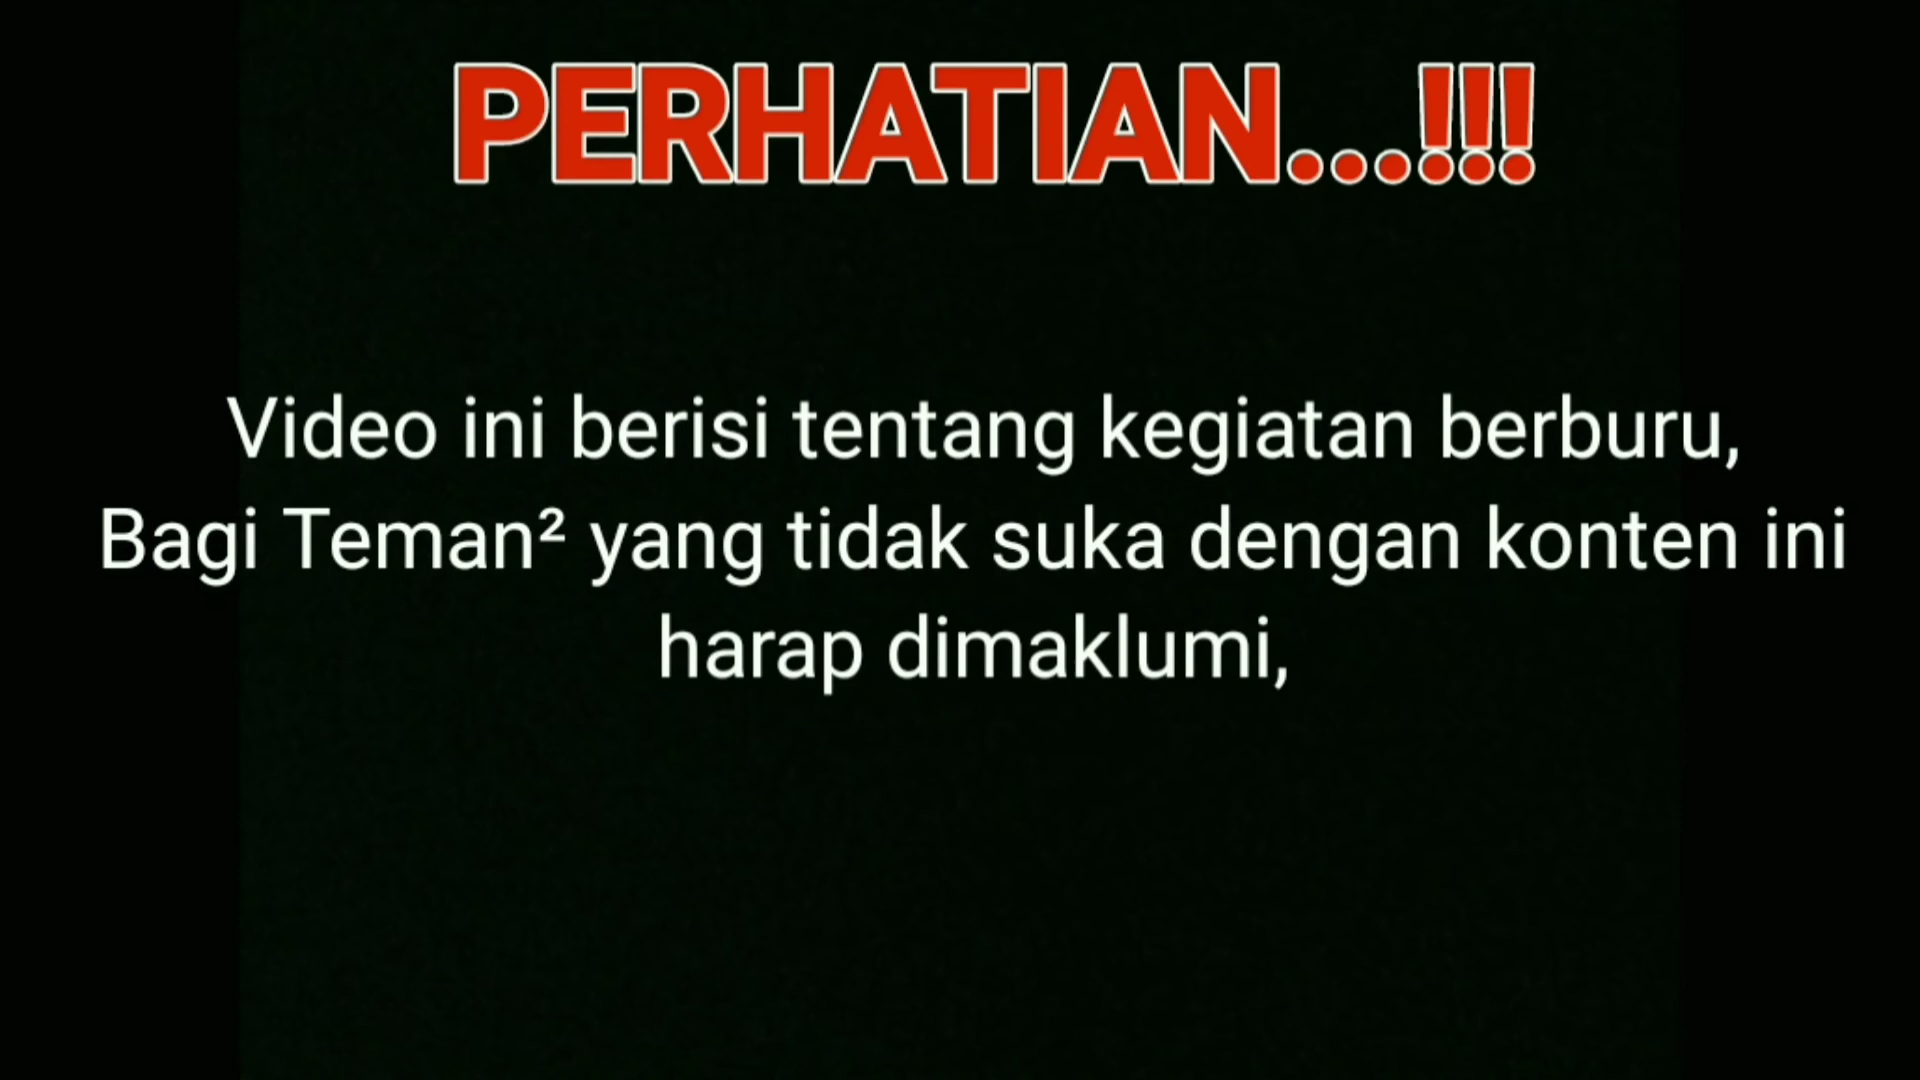 PERHATIAN...!!!
Video ini berisi tentang kegiatan berburu,
Bagi Teman² yang tidak suka dengan konten ini
harap dimaklumi,